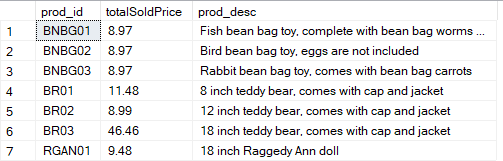 prod_id totalSoldPrice prod_desc
1 BNBG01 8.97 Fish bean bag toy, complete with bean bag worms ...
2 BNBG02 8.97 Bird bean bag toy, eggs are not included
3 BNBG03 8.97 Rabbit bean bag toy, comes with bean bag carrots
4 BR01 11.48 8 inch teddy bear, comes with cap and jacket
5 BR02 8.99 12 inch teddy bear, comes with cap and jacket
6 BR03 46.46 18 inch teddy bear, comes with cap and jacket
7 RGAN01 9.48 18 inch Raggedy Ann doll